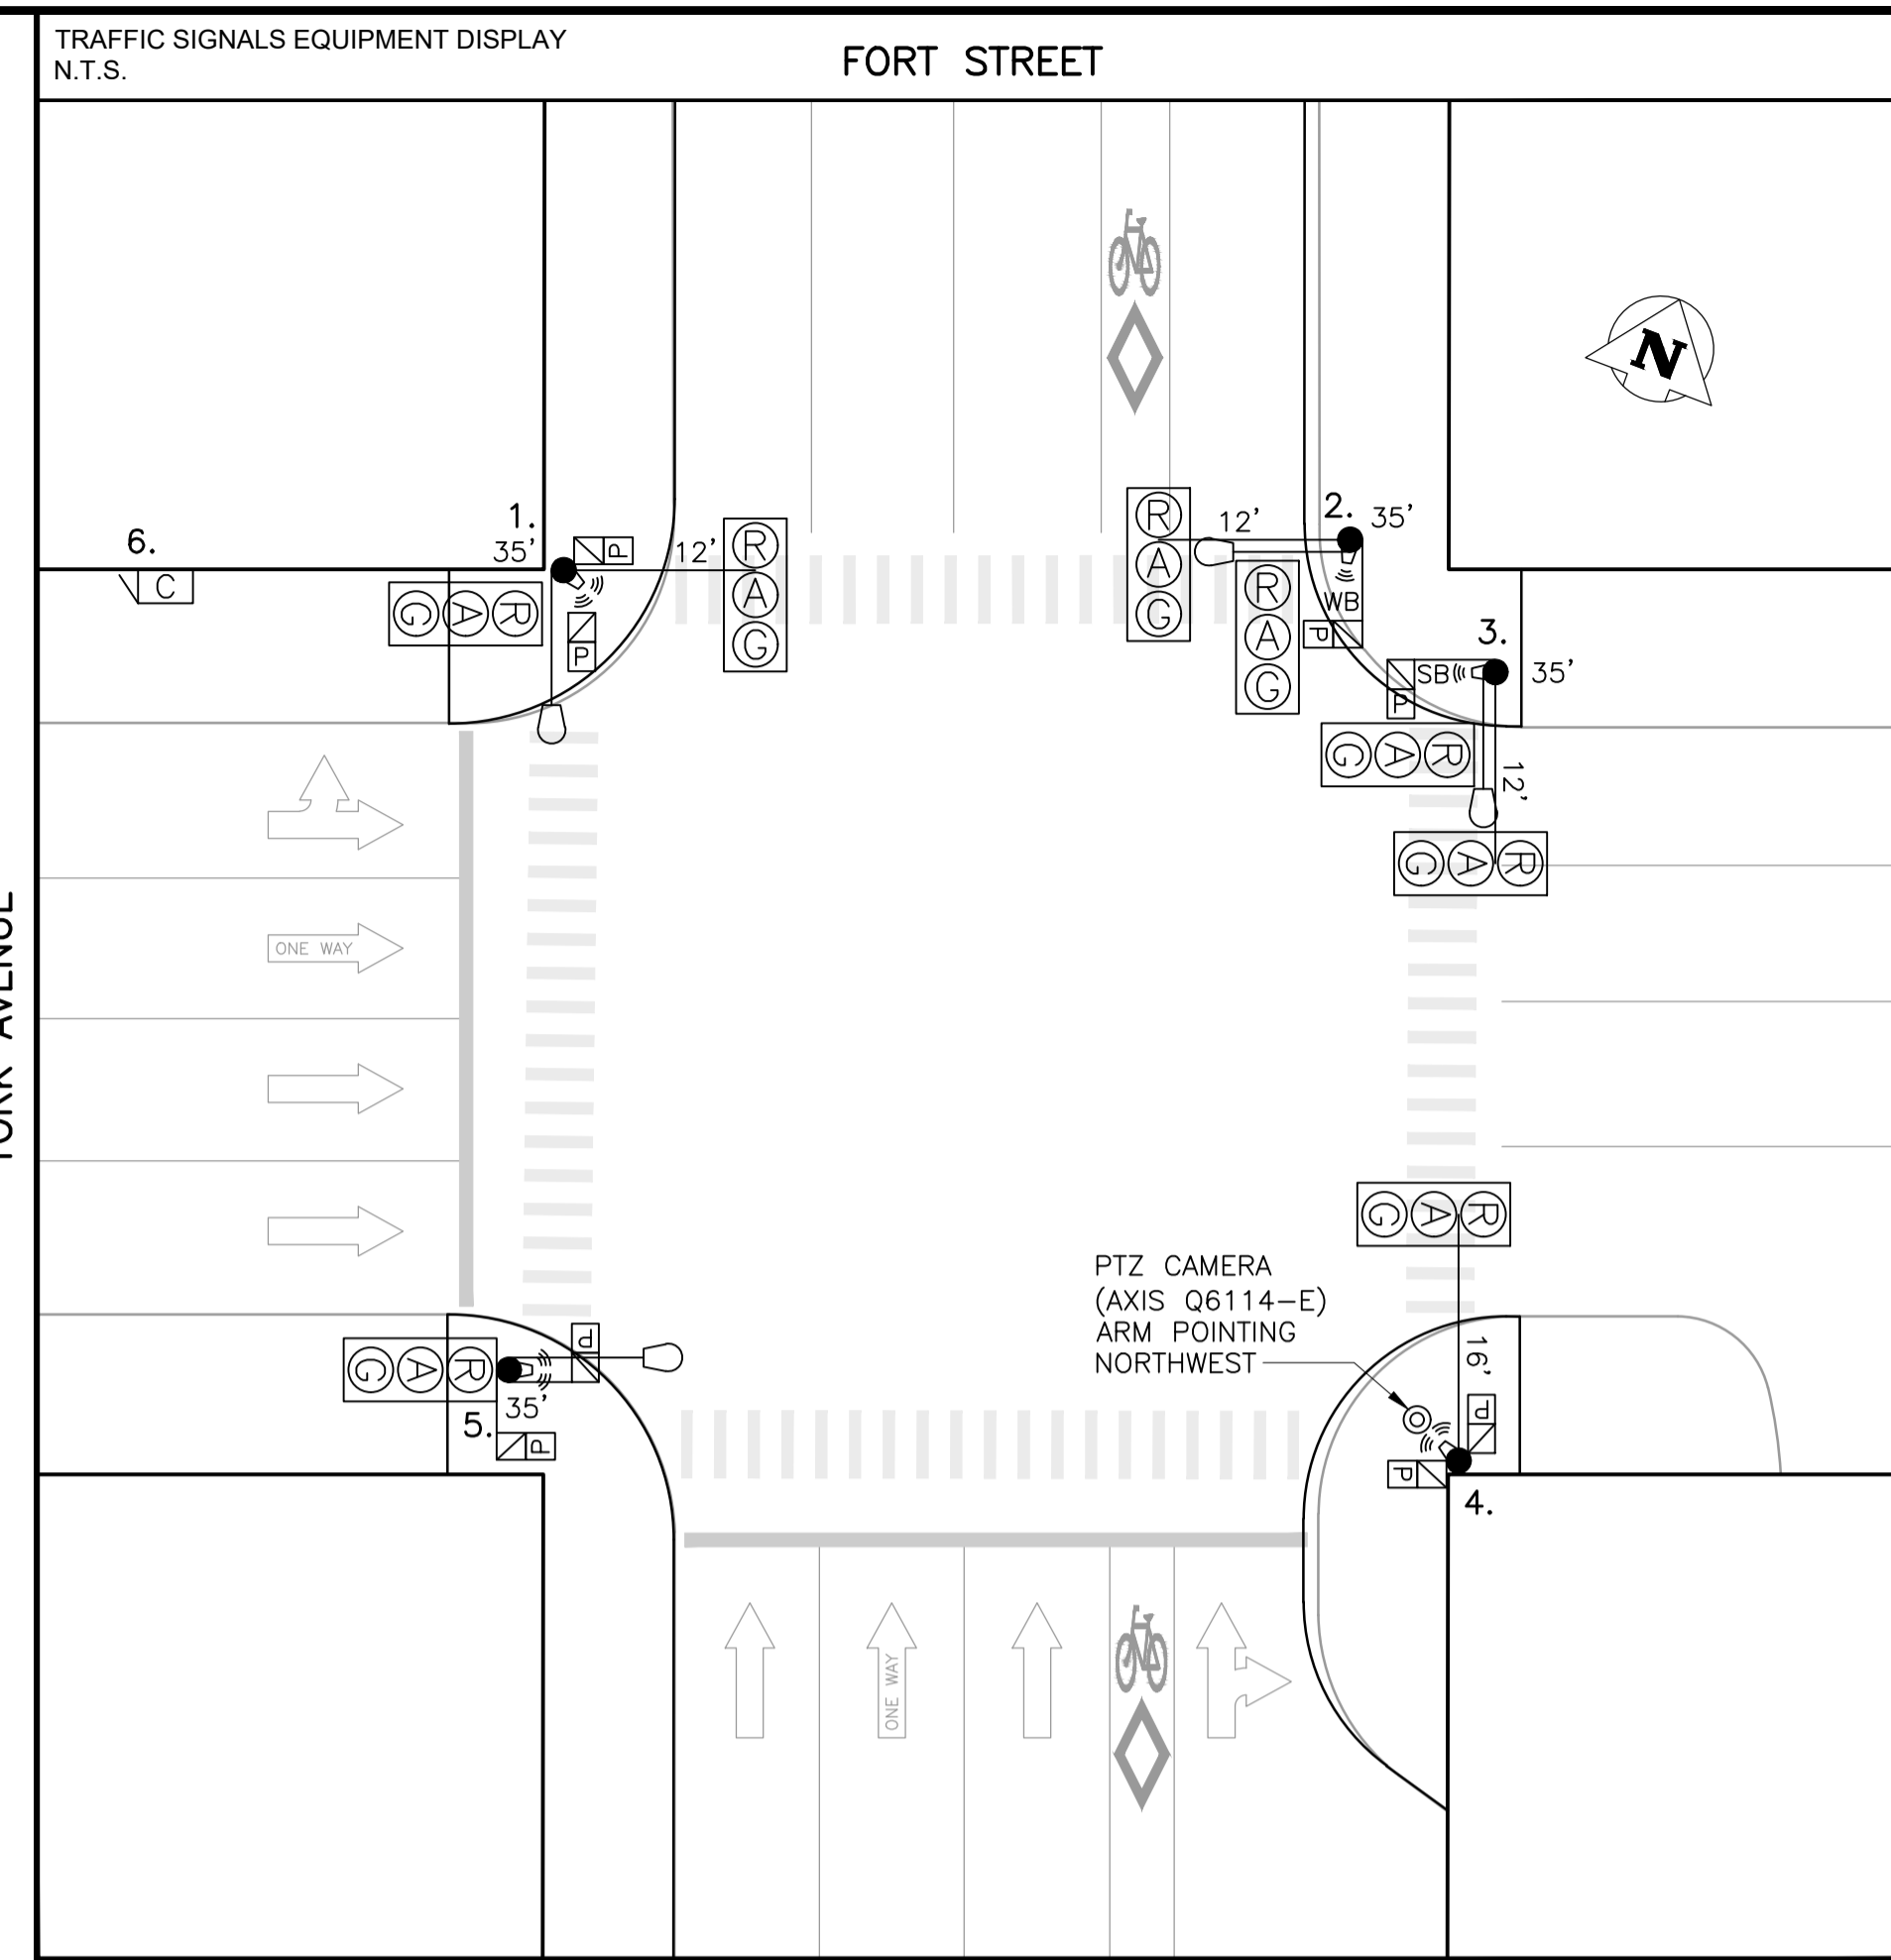 TRAFFIC SIGNALS EQUIPMENT DISPLAY
N.T.S.
FORT STREET
N
1.
35'
12'
R
A
G
P
P
R
A
G
6.
C
R
A
G
12'
2.
35'
R
A
G
WB
P
3.
SB
35'
P
R
A
G
12'
R
A
G
AVENUE
ONE WAY
R
A
G
16'
PTZ CAMERA
(AXIS Q6114-E)
ARM POINTING
NORTHWEST
P
P
4.
R
A
G
P
35'
5.
P
ONE WAY